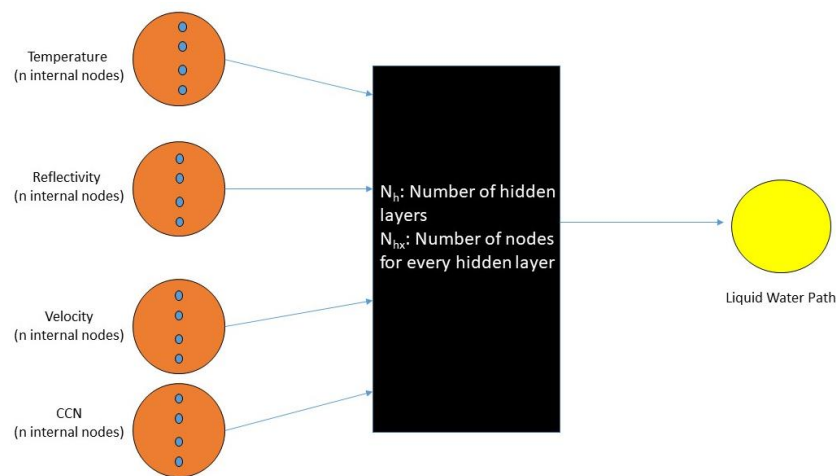 Temperature
(n internal nodes)
Reflectivity
(n internal nodes)
Velocity
(n internal nodes)
CCN
(n internal nodes)
Nh: Number of hidden
layers
Nhx: Number of nodes
for every hidden layer
Liquid Water Path